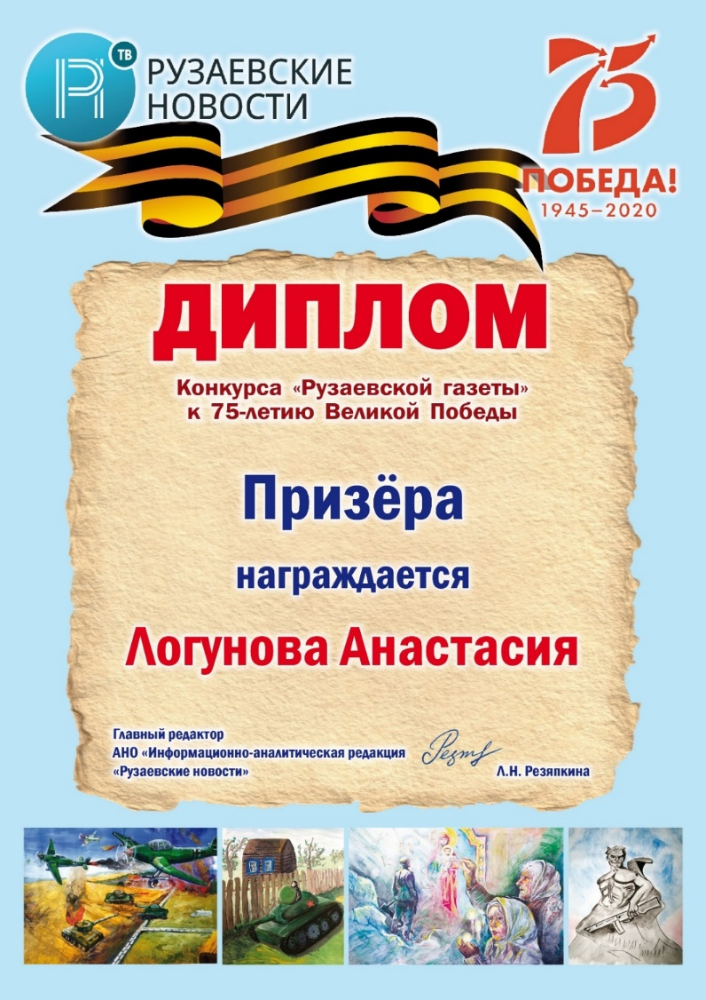 ТВ
РУЗАЕВСКИЕ
НОВОСТИ
75
ПОБЕДА!
1945–2020
ДИПЛОМ
Конкурса «Рузаевской газеты»
к 75-летию Великой Победы
Призёра
награждается
Логунова Анастасия
Главный редактор
АНО «Информационно-аналитическая редакция
«Рузаевские новости»
Л.Н. Резяпкина